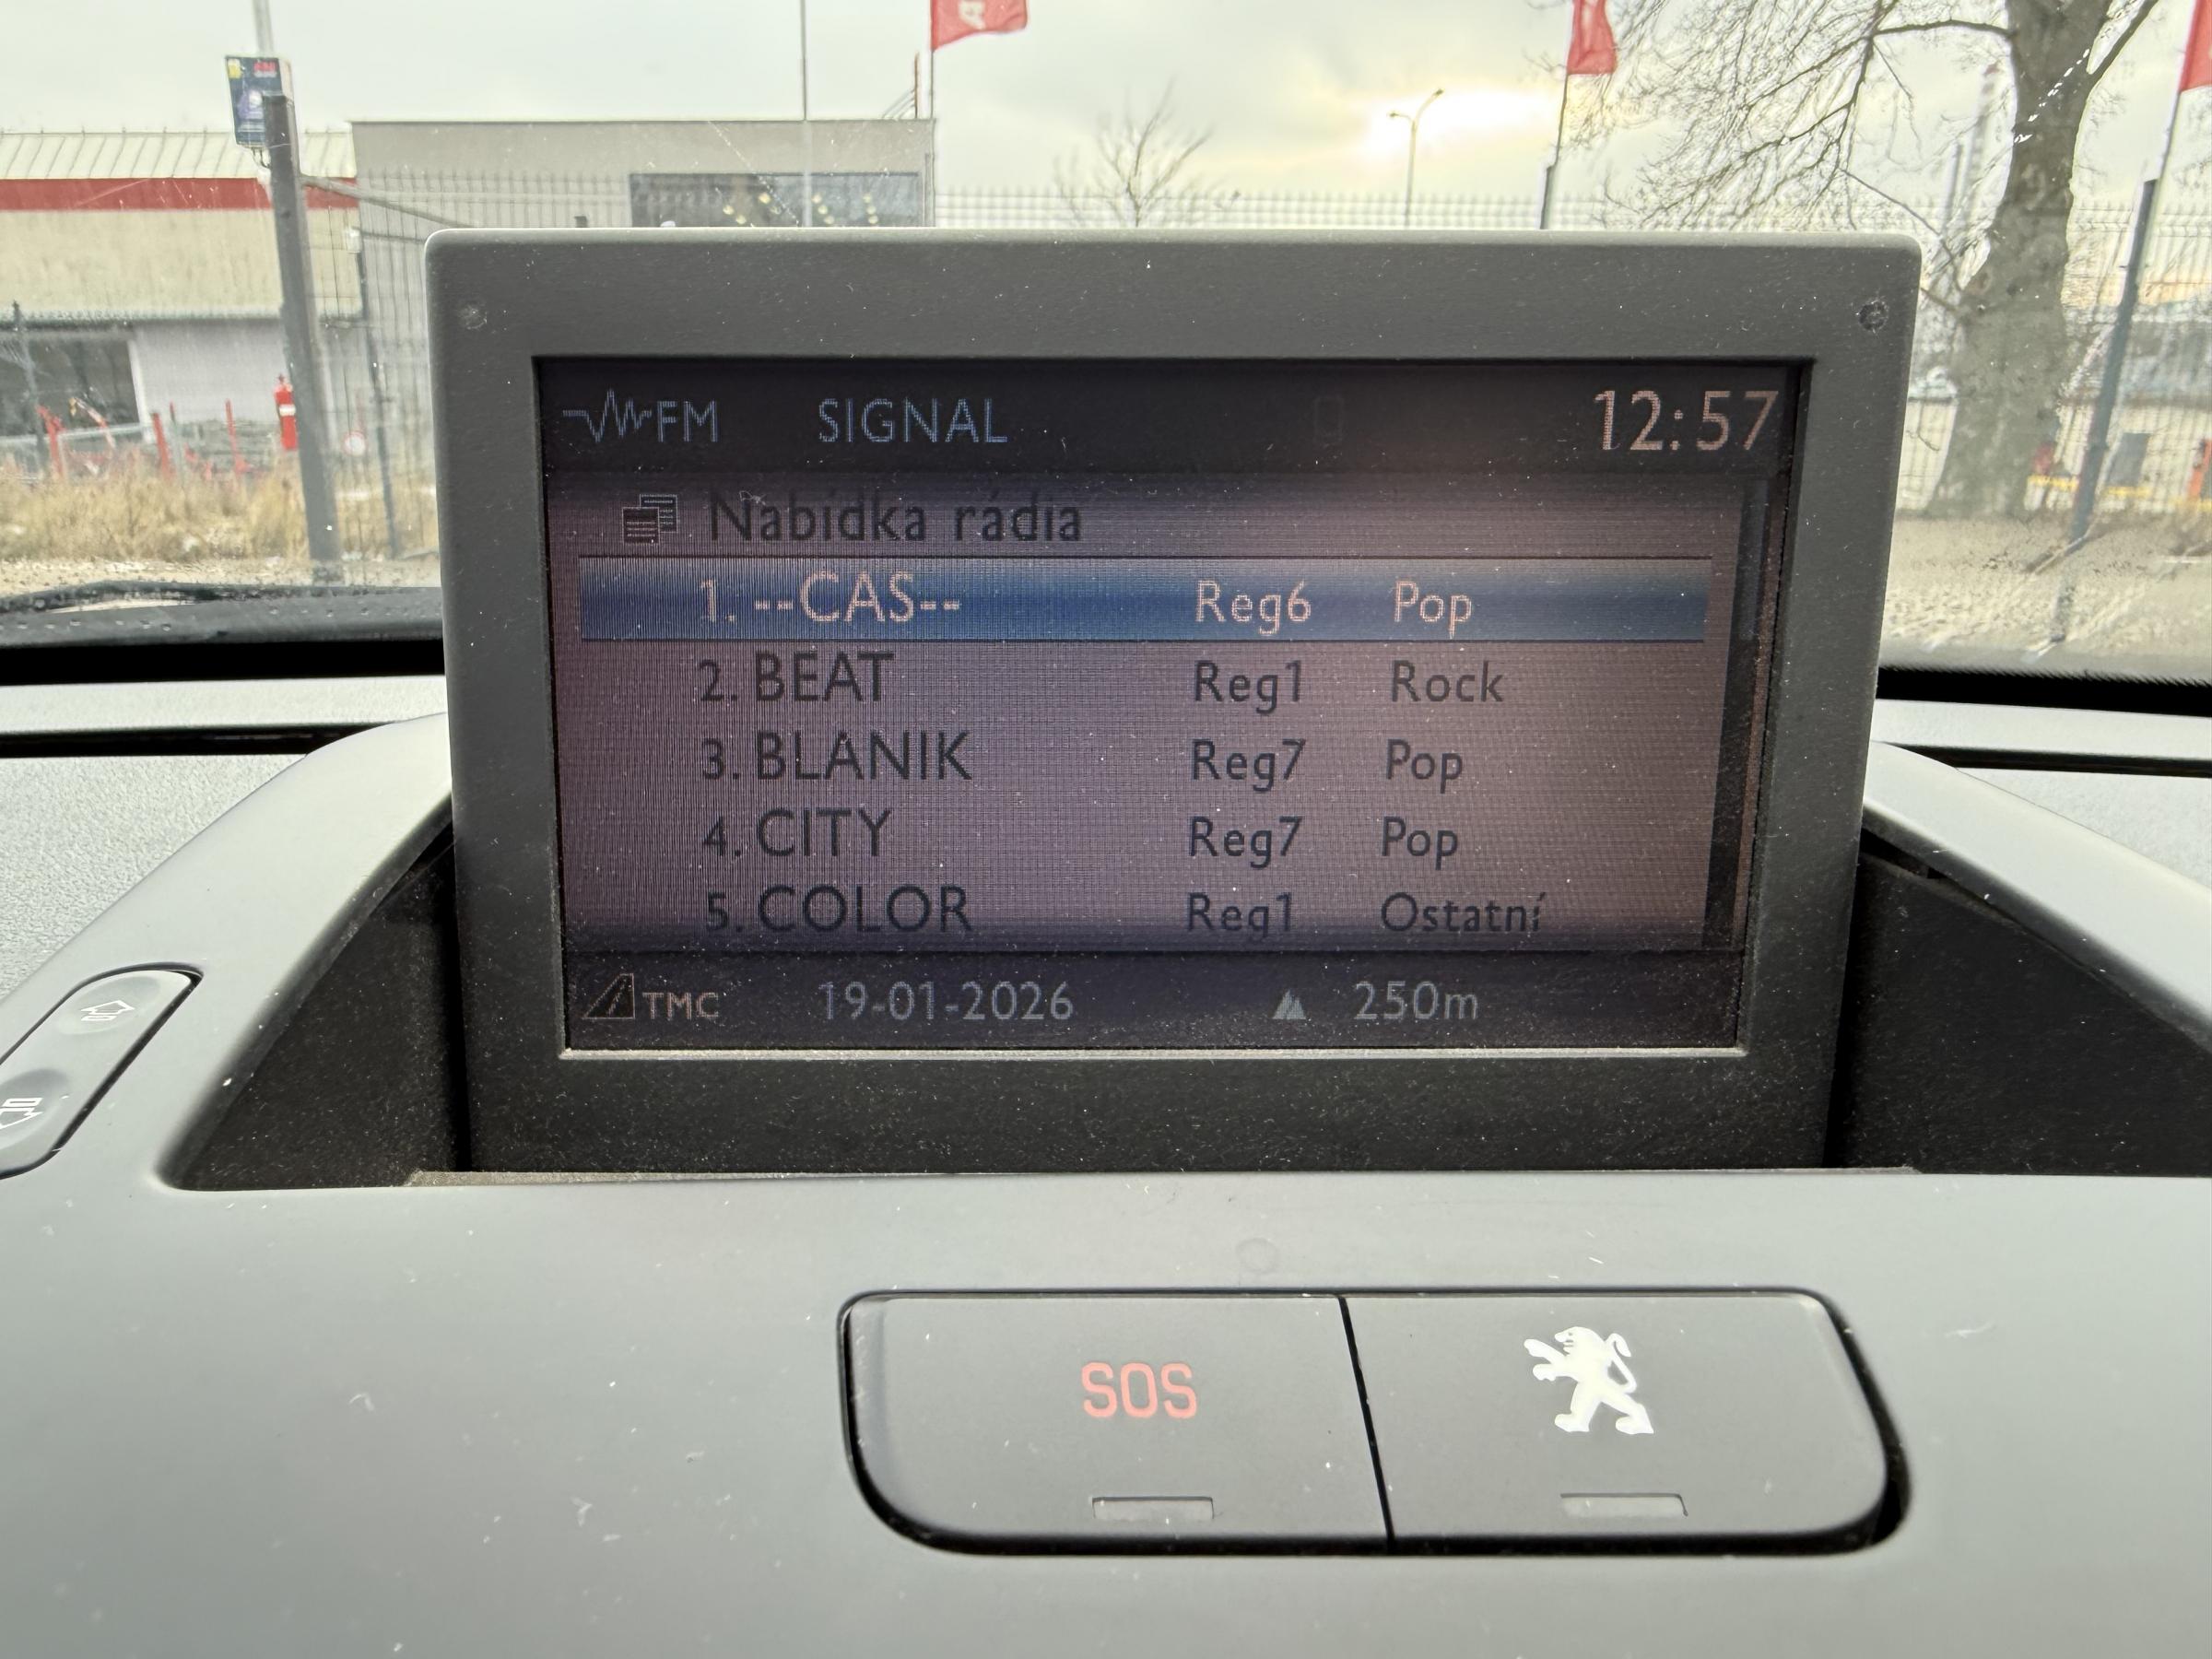 FM SIGNAL 12:57
Nabídka rádia
1. --CAS-- Reg6 Pop
2. BEAT Reg1 Rock
3. BLANIK Reg7 Pop
4. CITY Reg7 Pop
5. COLOR Reg1 Ostatní
TMC 19-01-2026 250m
SOS